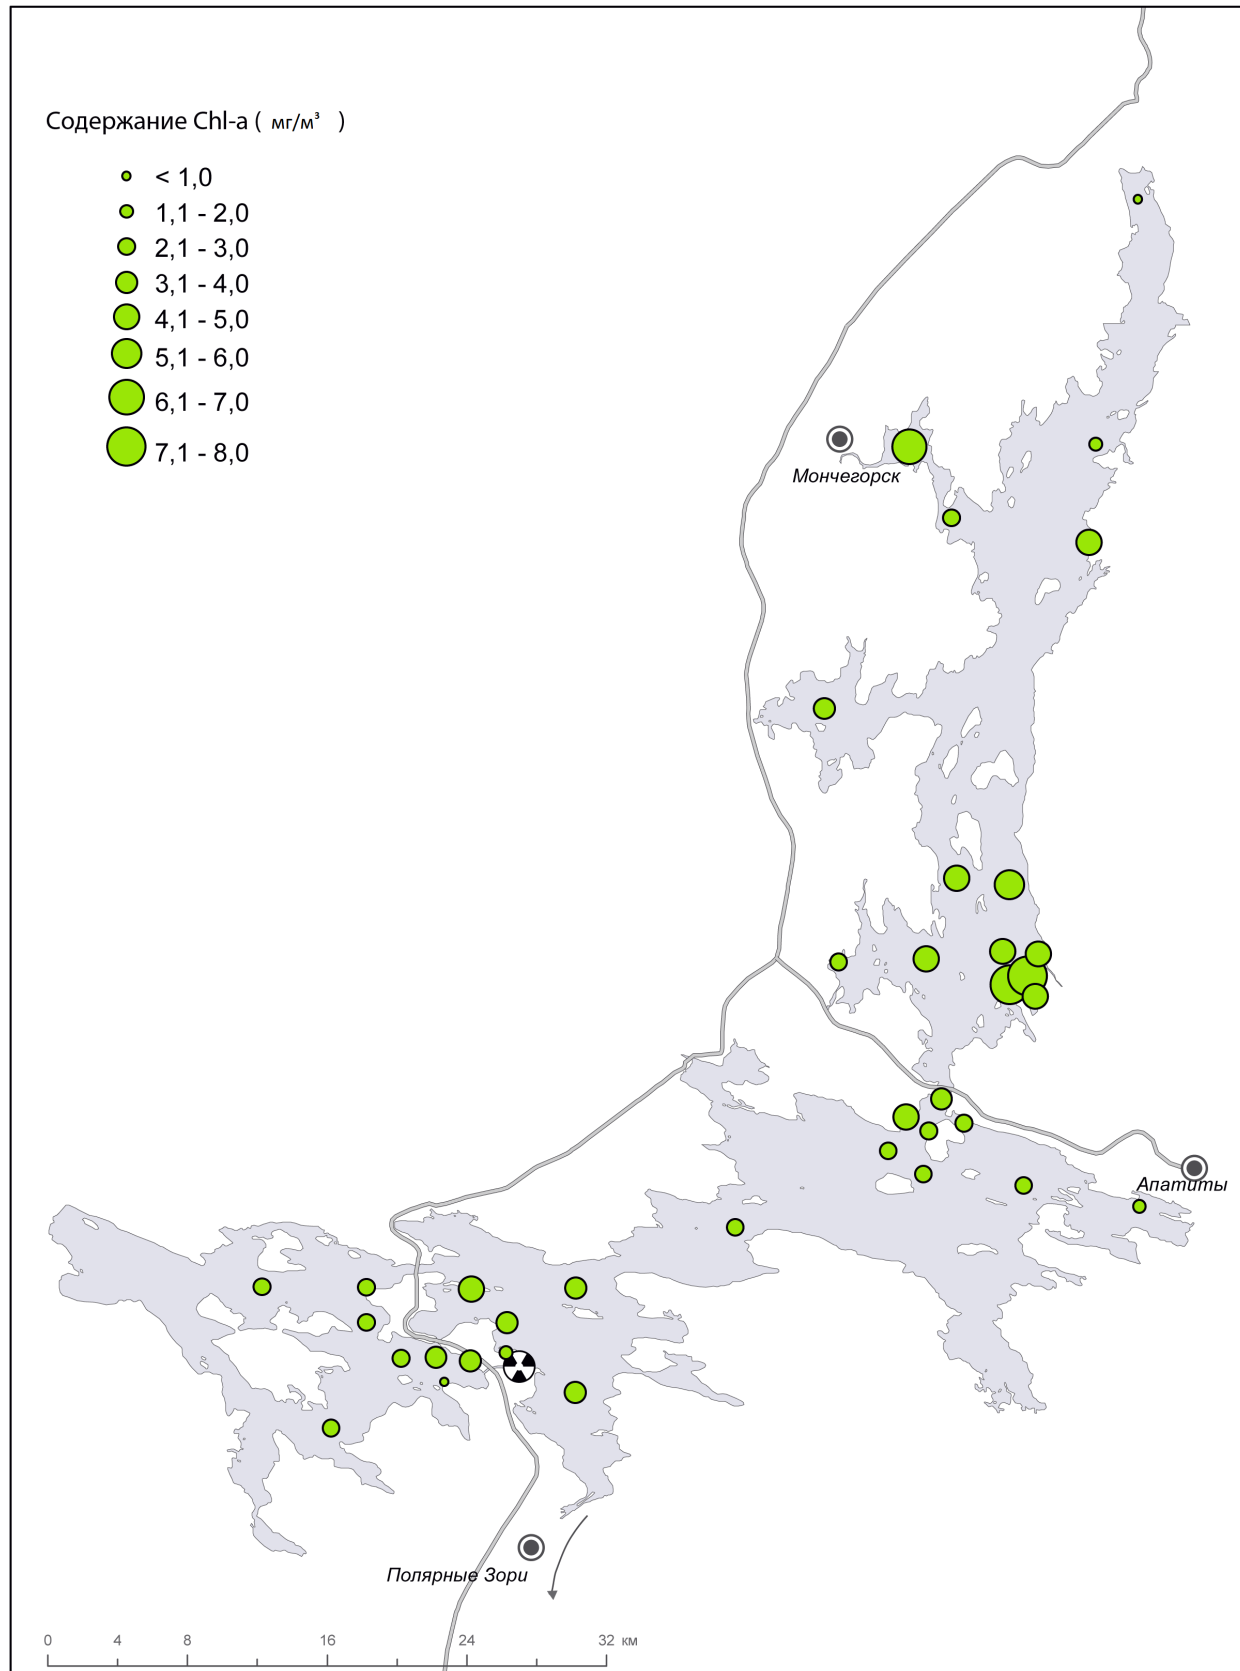 Содержание Chl-a ( мг/м³ )
< 1,0
1,1 - 2,0
2,1 - 3,0
3,1 - 4,0
4,1 - 5,0
5,1 - 6,0
6,1 - 7,0
7,1 - 8,0
Мончегорск
Апатиты
Полярные Зори
0 4 8 16 24 32 км